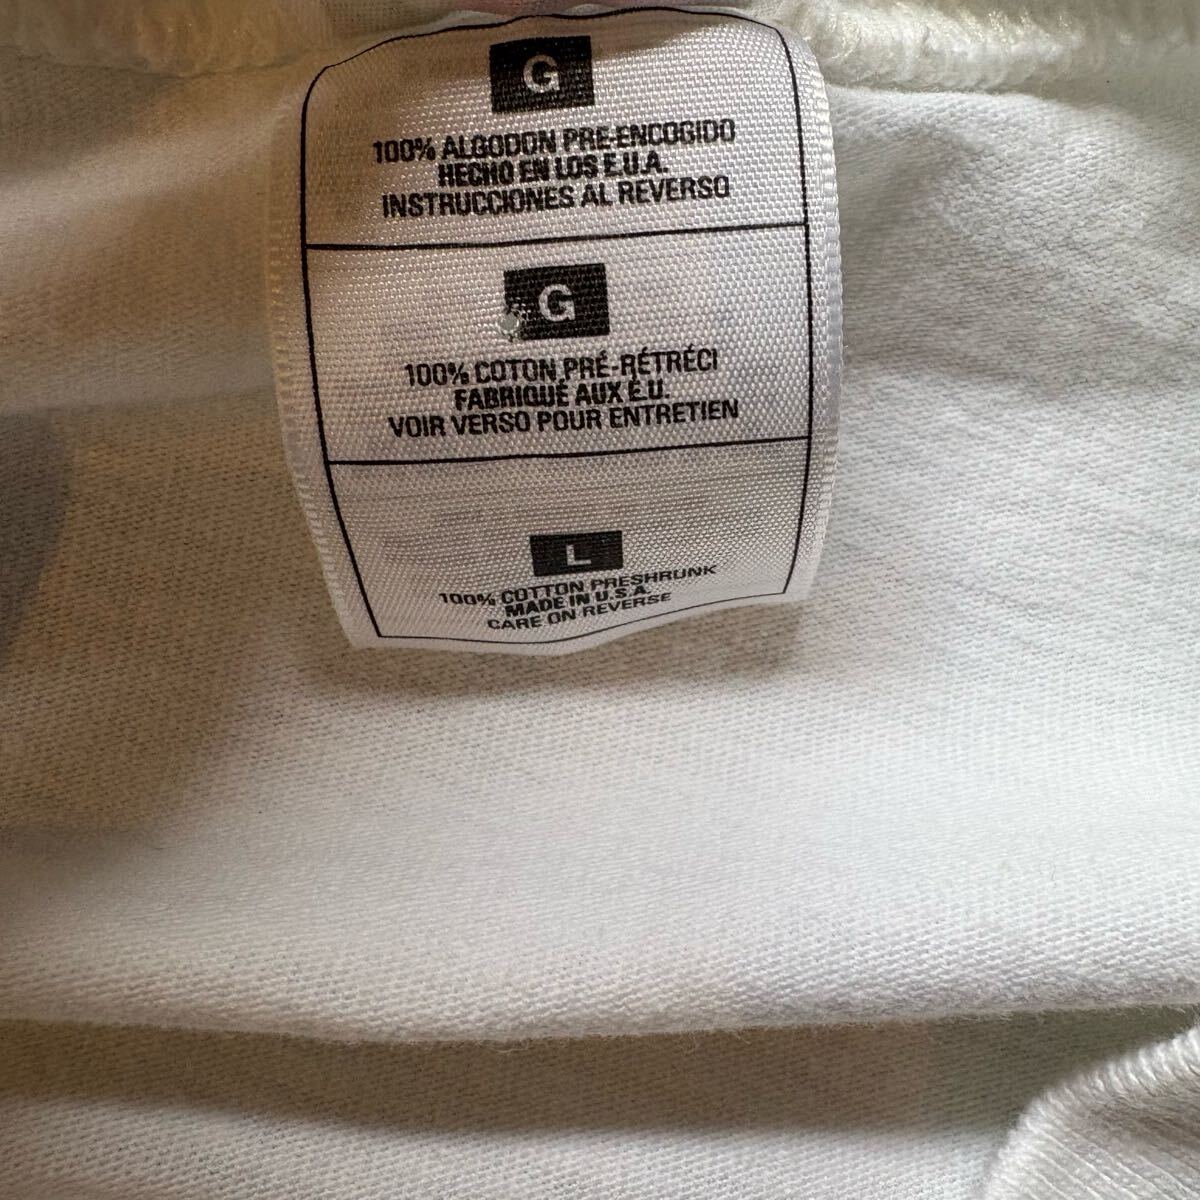 G
100% ALGODON PRE-ENCOGIDO
HECHO EN LOS E.U.A.
INSTRUCCIONES AL REVERSO
G
100% COTON PRÉ-RÉTRÉCI
FABRIQUÉ AUX É.U.
VOIR VERSO POUR ENTRETIEN
L
100% COTTON PRESHRUNK
MADE IN U.S.A.
CARE ON REVERSE